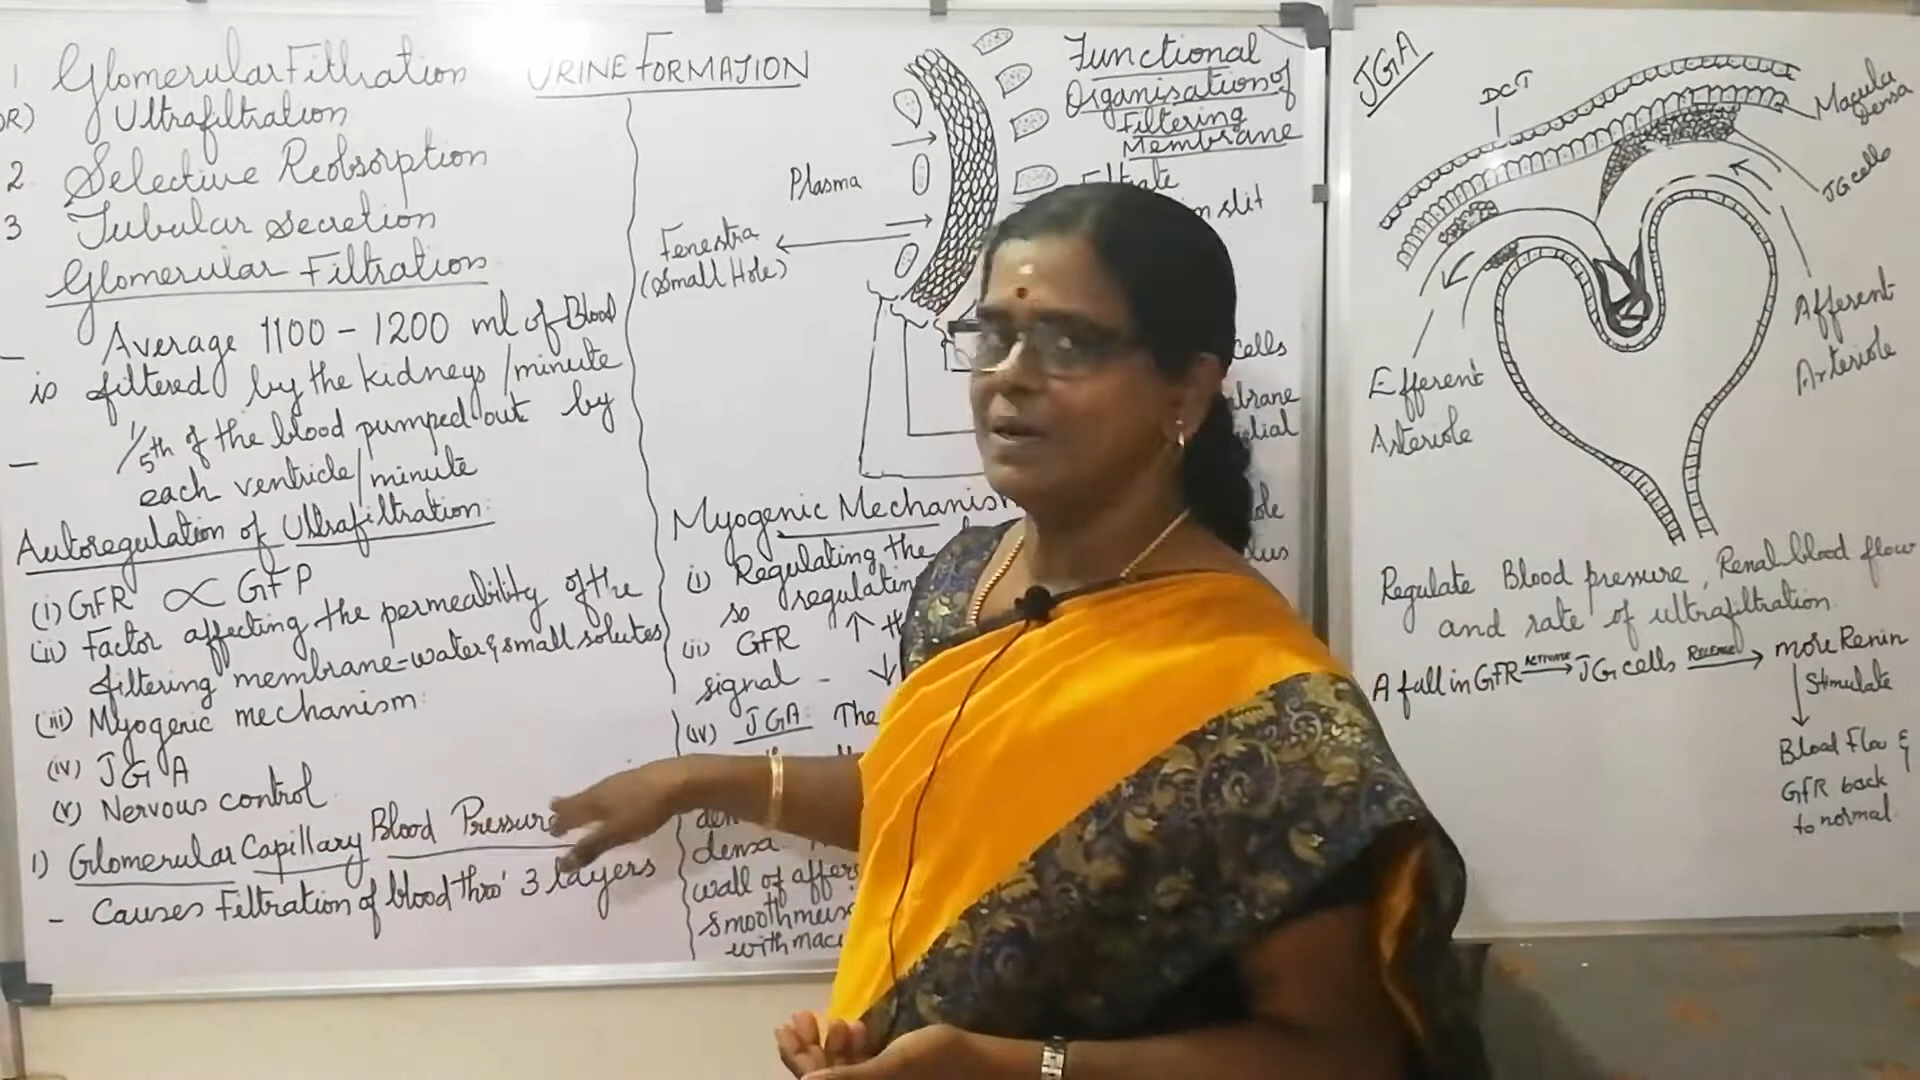 URINE FORMATION
1 Glomerular Filtration
OR) Ultrafiltration
2 Selective Reobsorption
3 Tubular secretion
Glomerular Filtration
- Average 1100 - 1200 ml of Blood
is filtered by the kidneys/minute
- 1/5th of the blood pumped out by
each ventricle/minute
Autoregulation of Ultrafiltration
(i) GFR ∝ GFP
(ii) Factor affecting the permeability of the
filtering membrane-water & small solutes
(iii) Myogenic mechanism
(iv) JGA
(v) Nervous control
1) Glomerular Capillary Blood Pressure
- Causes Filtration of blood thro' 3 layers
Plasma
Fenestra
(Small Hole)
Functional
Organisation of
Filtering
Membrane
slit
cells
Myogenic Mechanism
(i) Regulating the
so regulating
(ii) GFR ↑
signal - ↓
(iv) JGA: The
densa
wall of
with
JGA
DCT
Macula
densa
JG cells
Afferent
Arteriole
Efferent
Arteriole
Regulate Blood pressure, Renal blood flow
and rate of ultrafiltration
A fall in GFR ACTIVATE → JG cells RELEASE → more Renin
↓ Stimulate
Blood Flow &
GFR back
to normal